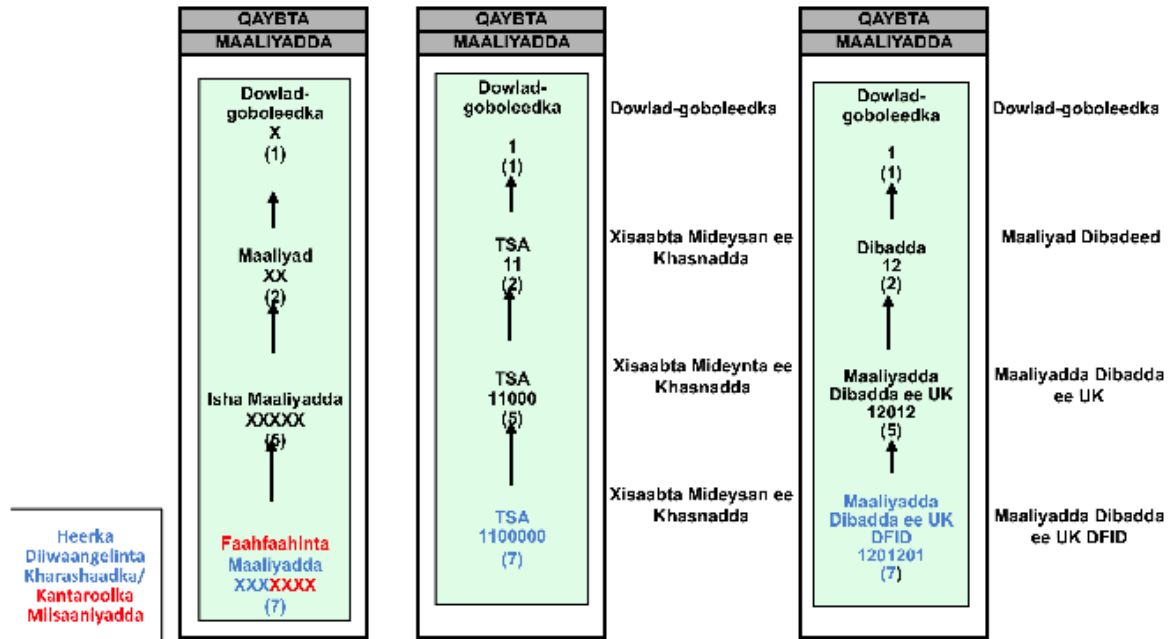 QAYBTA
MAALIYADDA
Dowlad-
goboleedka
X
(1)
Maaliyad
XX
(2)
Isha Maaliyadda
XXXXX
(5)
Faahfaahinta
Maaliyadda
XXXXXXX
(7)
Heerka
Diiwaangelinta
Kharashaadka/
Kantaroolka
Miisaaniyadda
QAYBTA
MAALIYADDA
Dowlad-
goboleedka
1
(1)
TSA
11
(2)
TSA
11000
(5)
TSA
1100000
(7)
Dowlad-goboleedka
Xisaabta Mideysan ee
Khasnadda
Xisaabta Mideynta ee
Khasnadda
Xisaabta Mideysan ee
Khasnadda
QAYBTA
MAALIYADDA
Dowlad-
goboleedka
1
(1)
Dibadda
12
(2)
Maaliyadda
Dibadda ee UK
12012
(5)
Maaliyadda
Dibadda ee UK
DFID
1201201
(7)
Dowlad-goboleedka
Maaliyad Dibadeed
Maaliyadda Dibadda
ee UK
Maaliyadda Dibadda
ee UK DFID